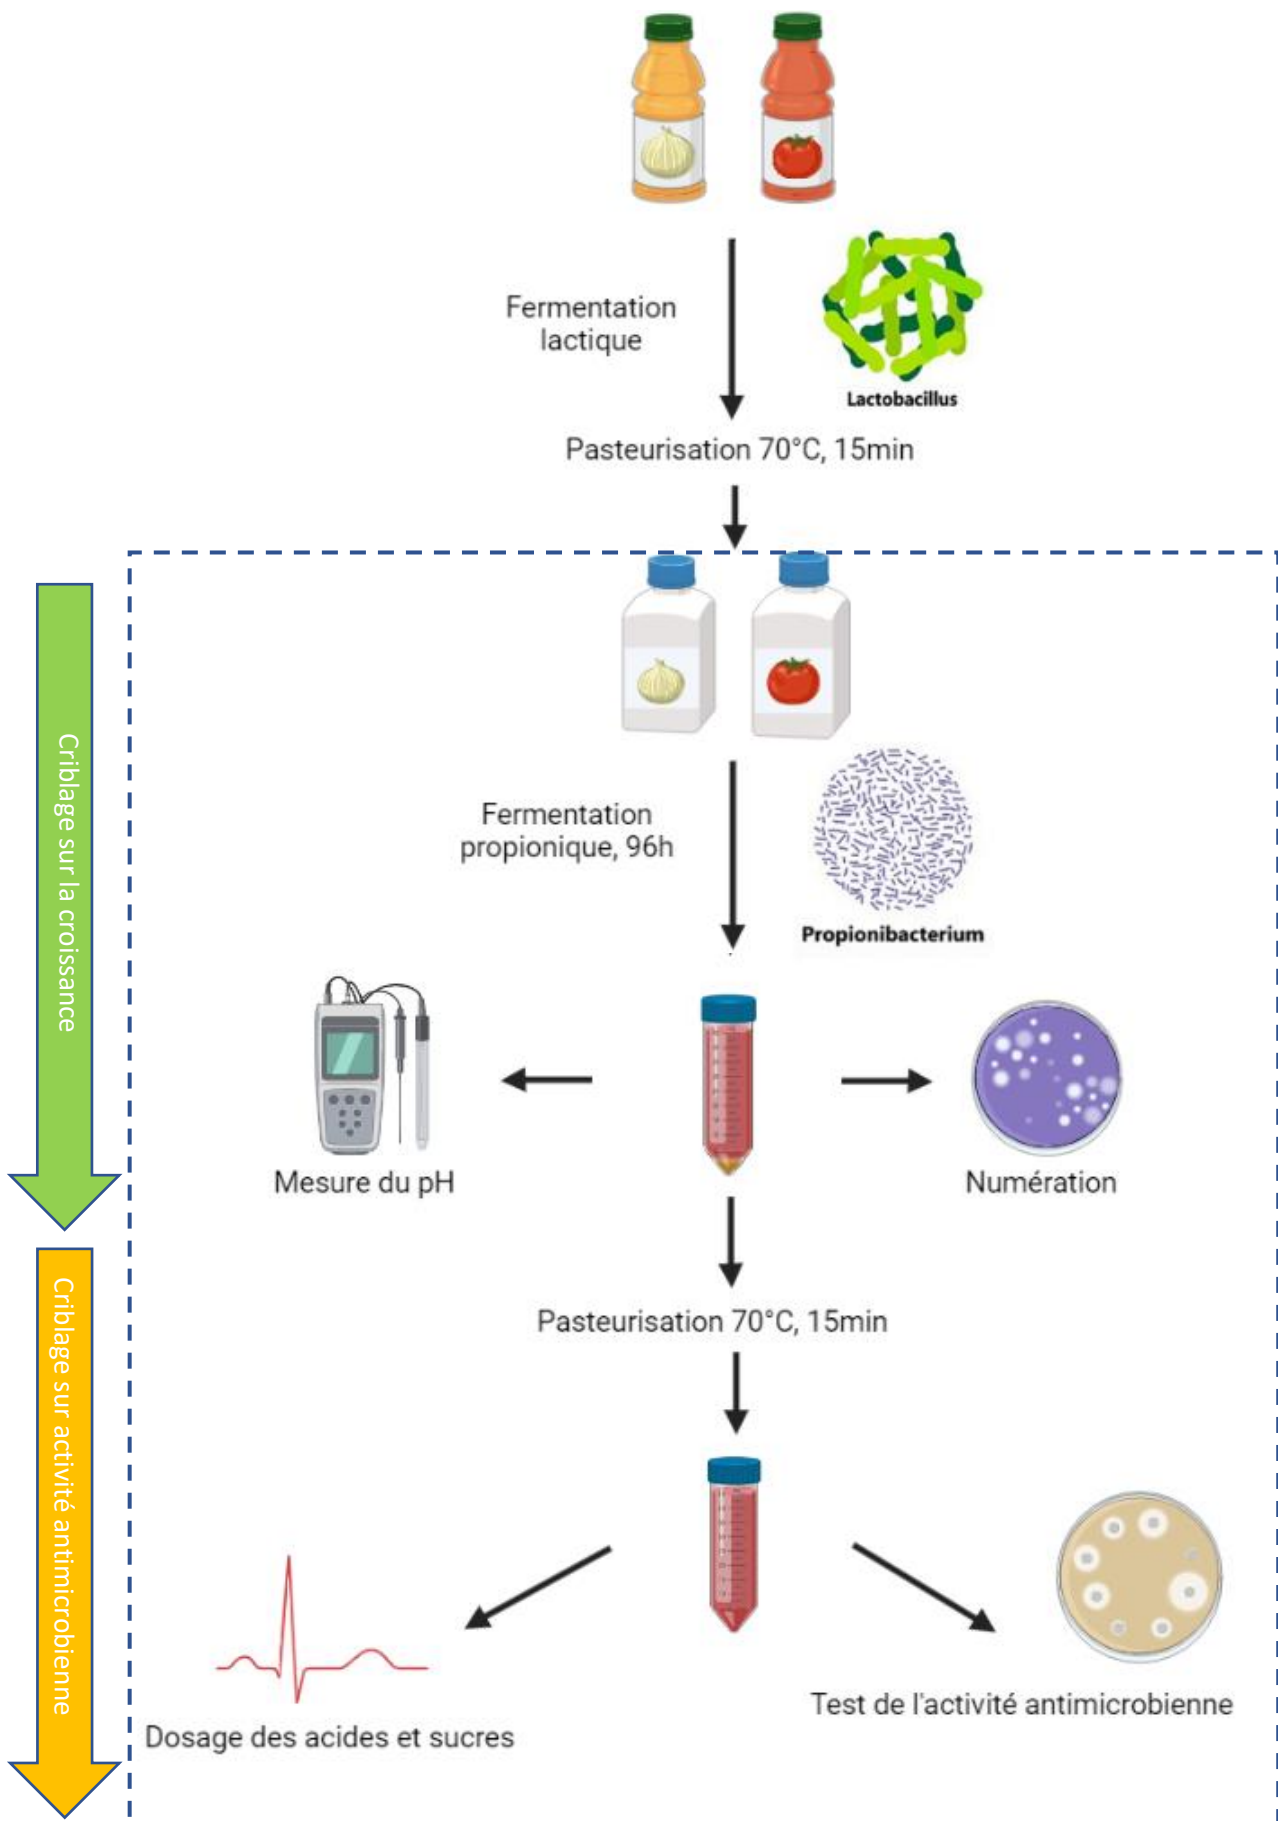 Fermentation
lactique
Lactobacillus
Pasteurisation 70°C, 15min
Criblage sur la croissance
Fermentation
propionique, 96h
Propionibacterium
Mesure du pH
Numération
Pasteurisation 70°C, 15min
Criblage sur activité antimicrobienne
Test de l'activité antimicrobienne
Dosage des acides et sucres